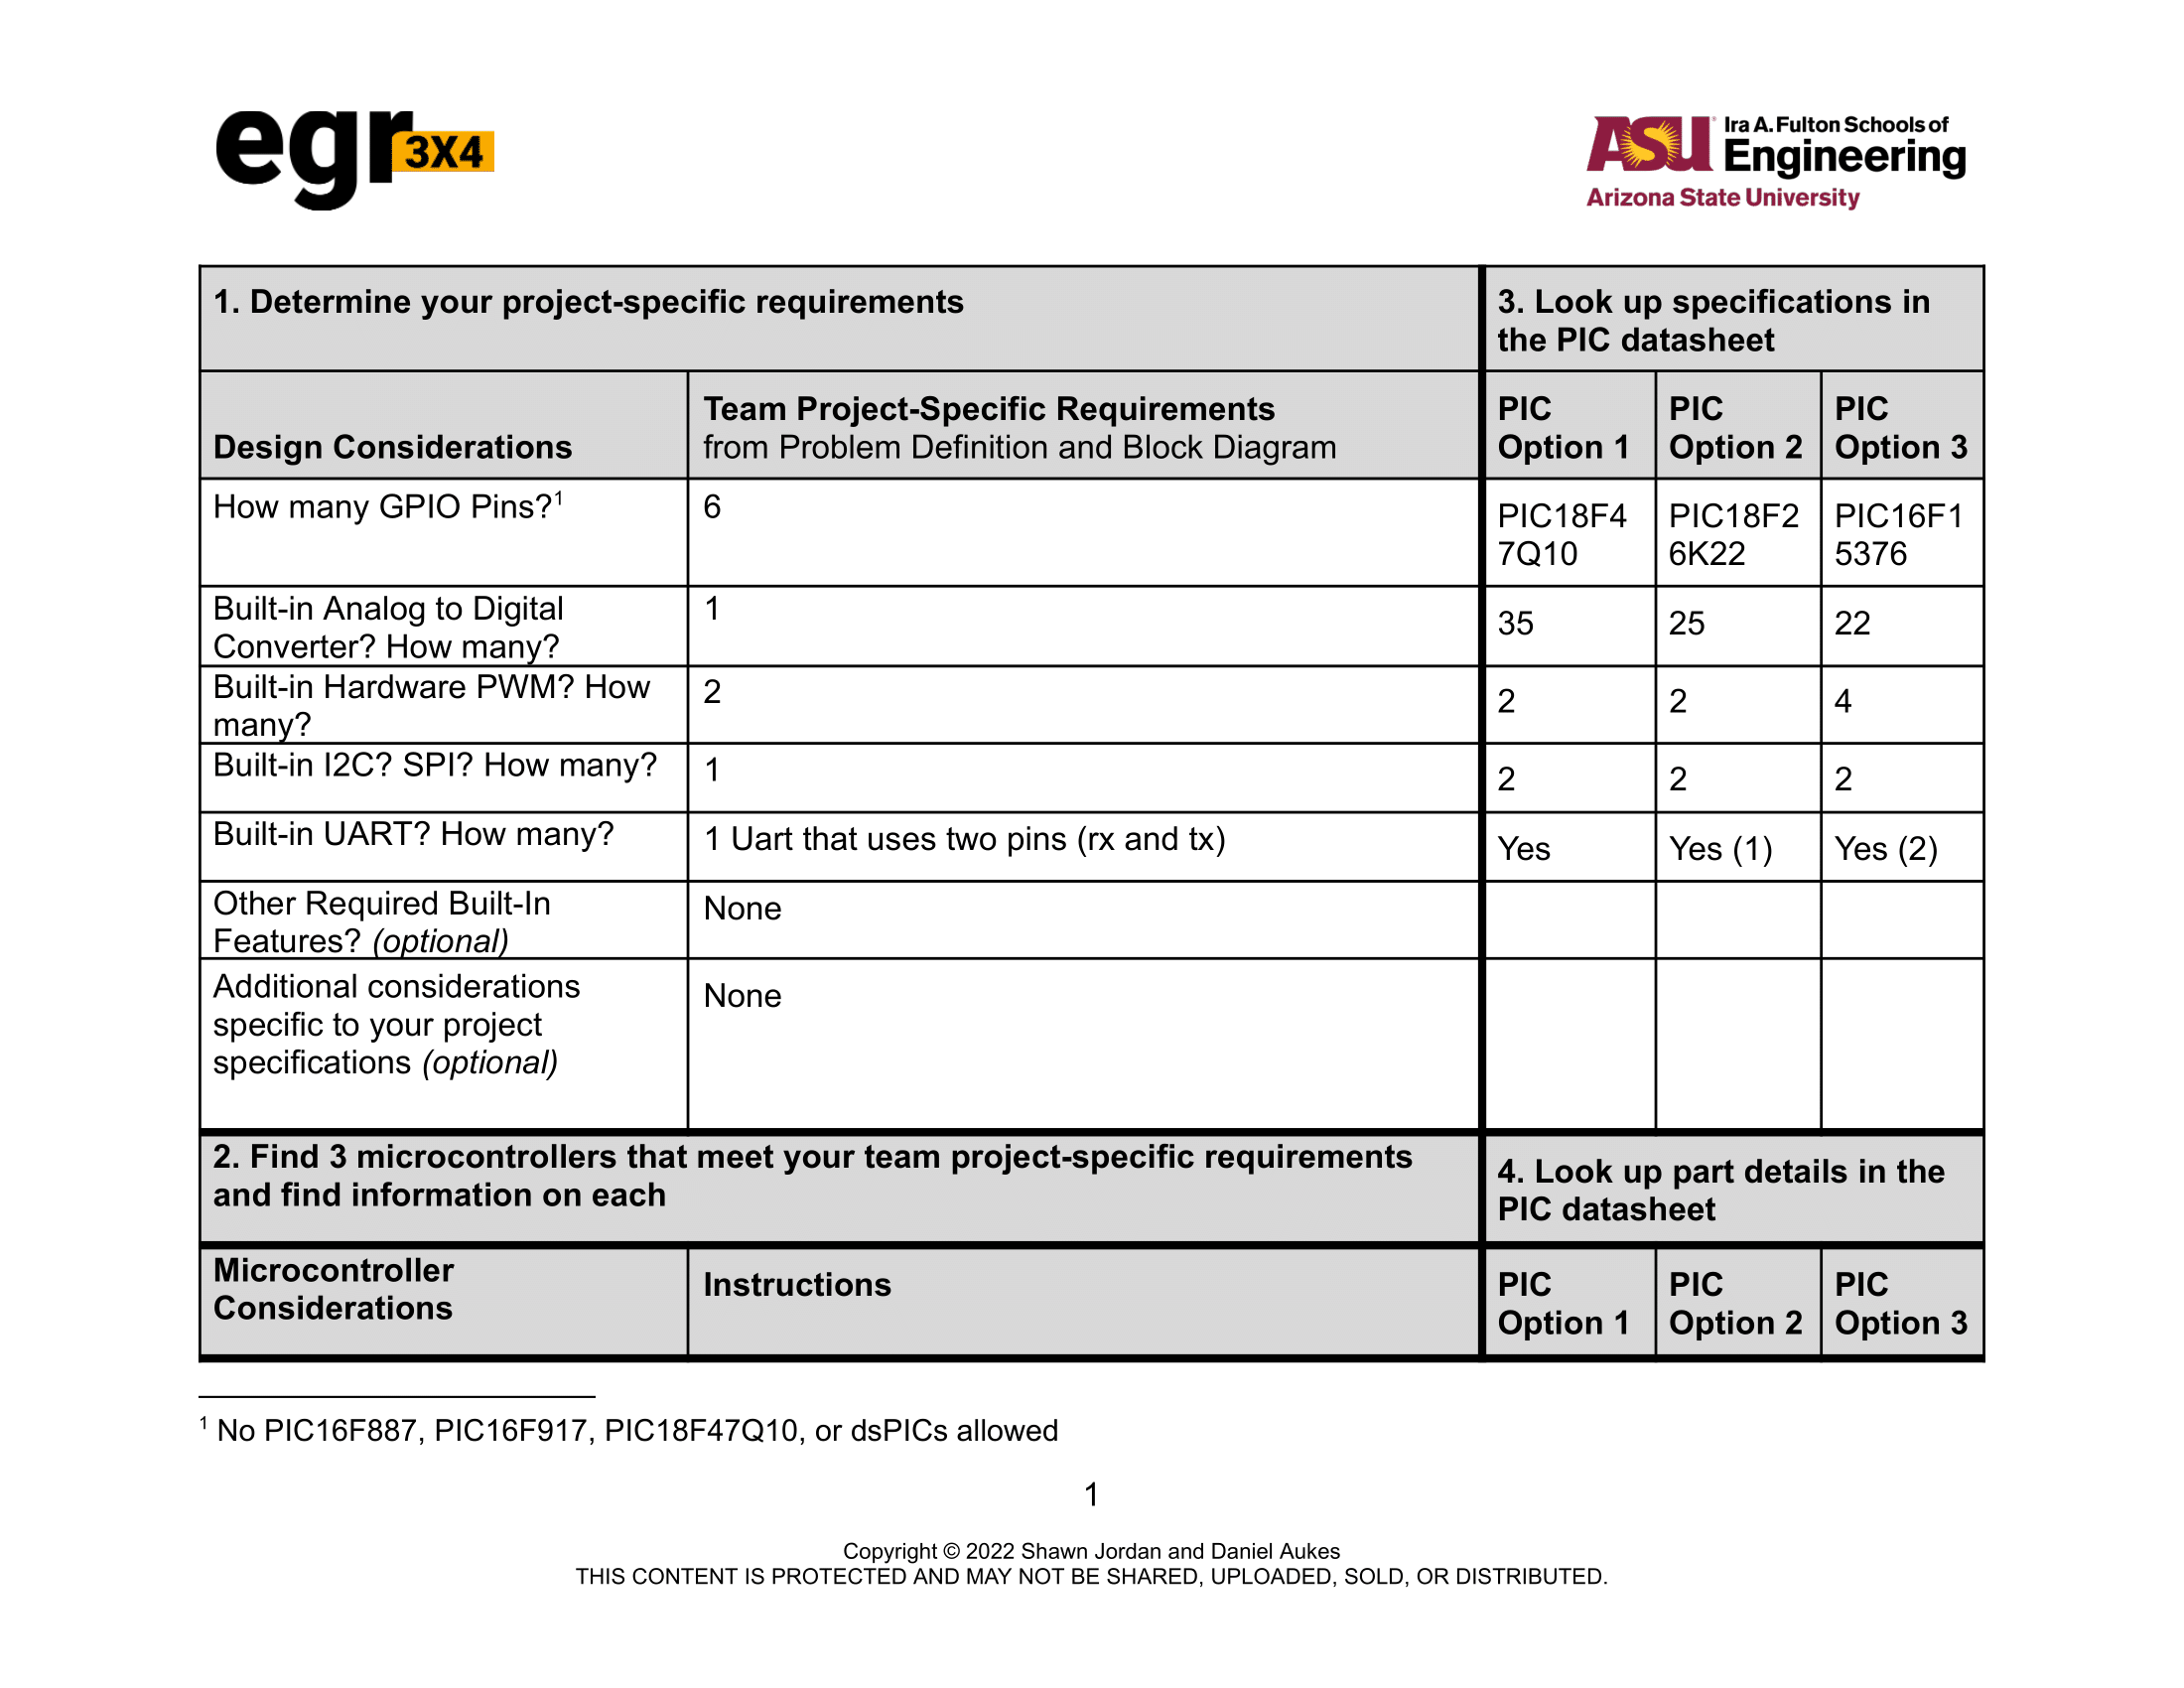 egr 3X4
ASU Ira A. Fulton Schools of
Engineering
Arizona State University
1. Determine your project-specific requirements
3. Look up specifications in
the PIC datasheet
Design Considerations
Team Project-Specific Requirements
from Problem Definition and Block Diagram
PIC
Option 1
PIC
Option 2
PIC
Option 3
How many GPIO Pins?1
6
PIC18F4
7Q10
PIC18F2
6K22
PIC16F1
5376
Built-in Analog to Digital
Converter? How many?
1
35
25
22
Built-in Hardware PWM? How
many?
2
2
2
4
Built-in I2C? SPI? How many?
1
2
2
2
Built-in UART? How many?
1 Uart that uses two pins (rx and tx)
Yes
Yes (1)
Yes (2)
Other Required Built-In
Features? (optional)
None
Additional considerations
specific to your project
specifications (optional)
None
2. Find 3 microcontrollers that meet your team project-specific requirements
and find information on each
4. Look up part details in the
PIC datasheet
Microcontroller
Considerations
Instructions
PIC
Option 1
PIC
Option 2
PIC
Option 3
1 No PIC16F887, PIC16F917, PIC18F47Q10, or dsPICs allowed
1
Copyright © 2022 Shawn Jordan and Daniel Aukes
THIS CONTENT IS PROTECTED AND MAY NOT BE SHARED, UPLOADED, SOLD, OR DISTRIBUTED.